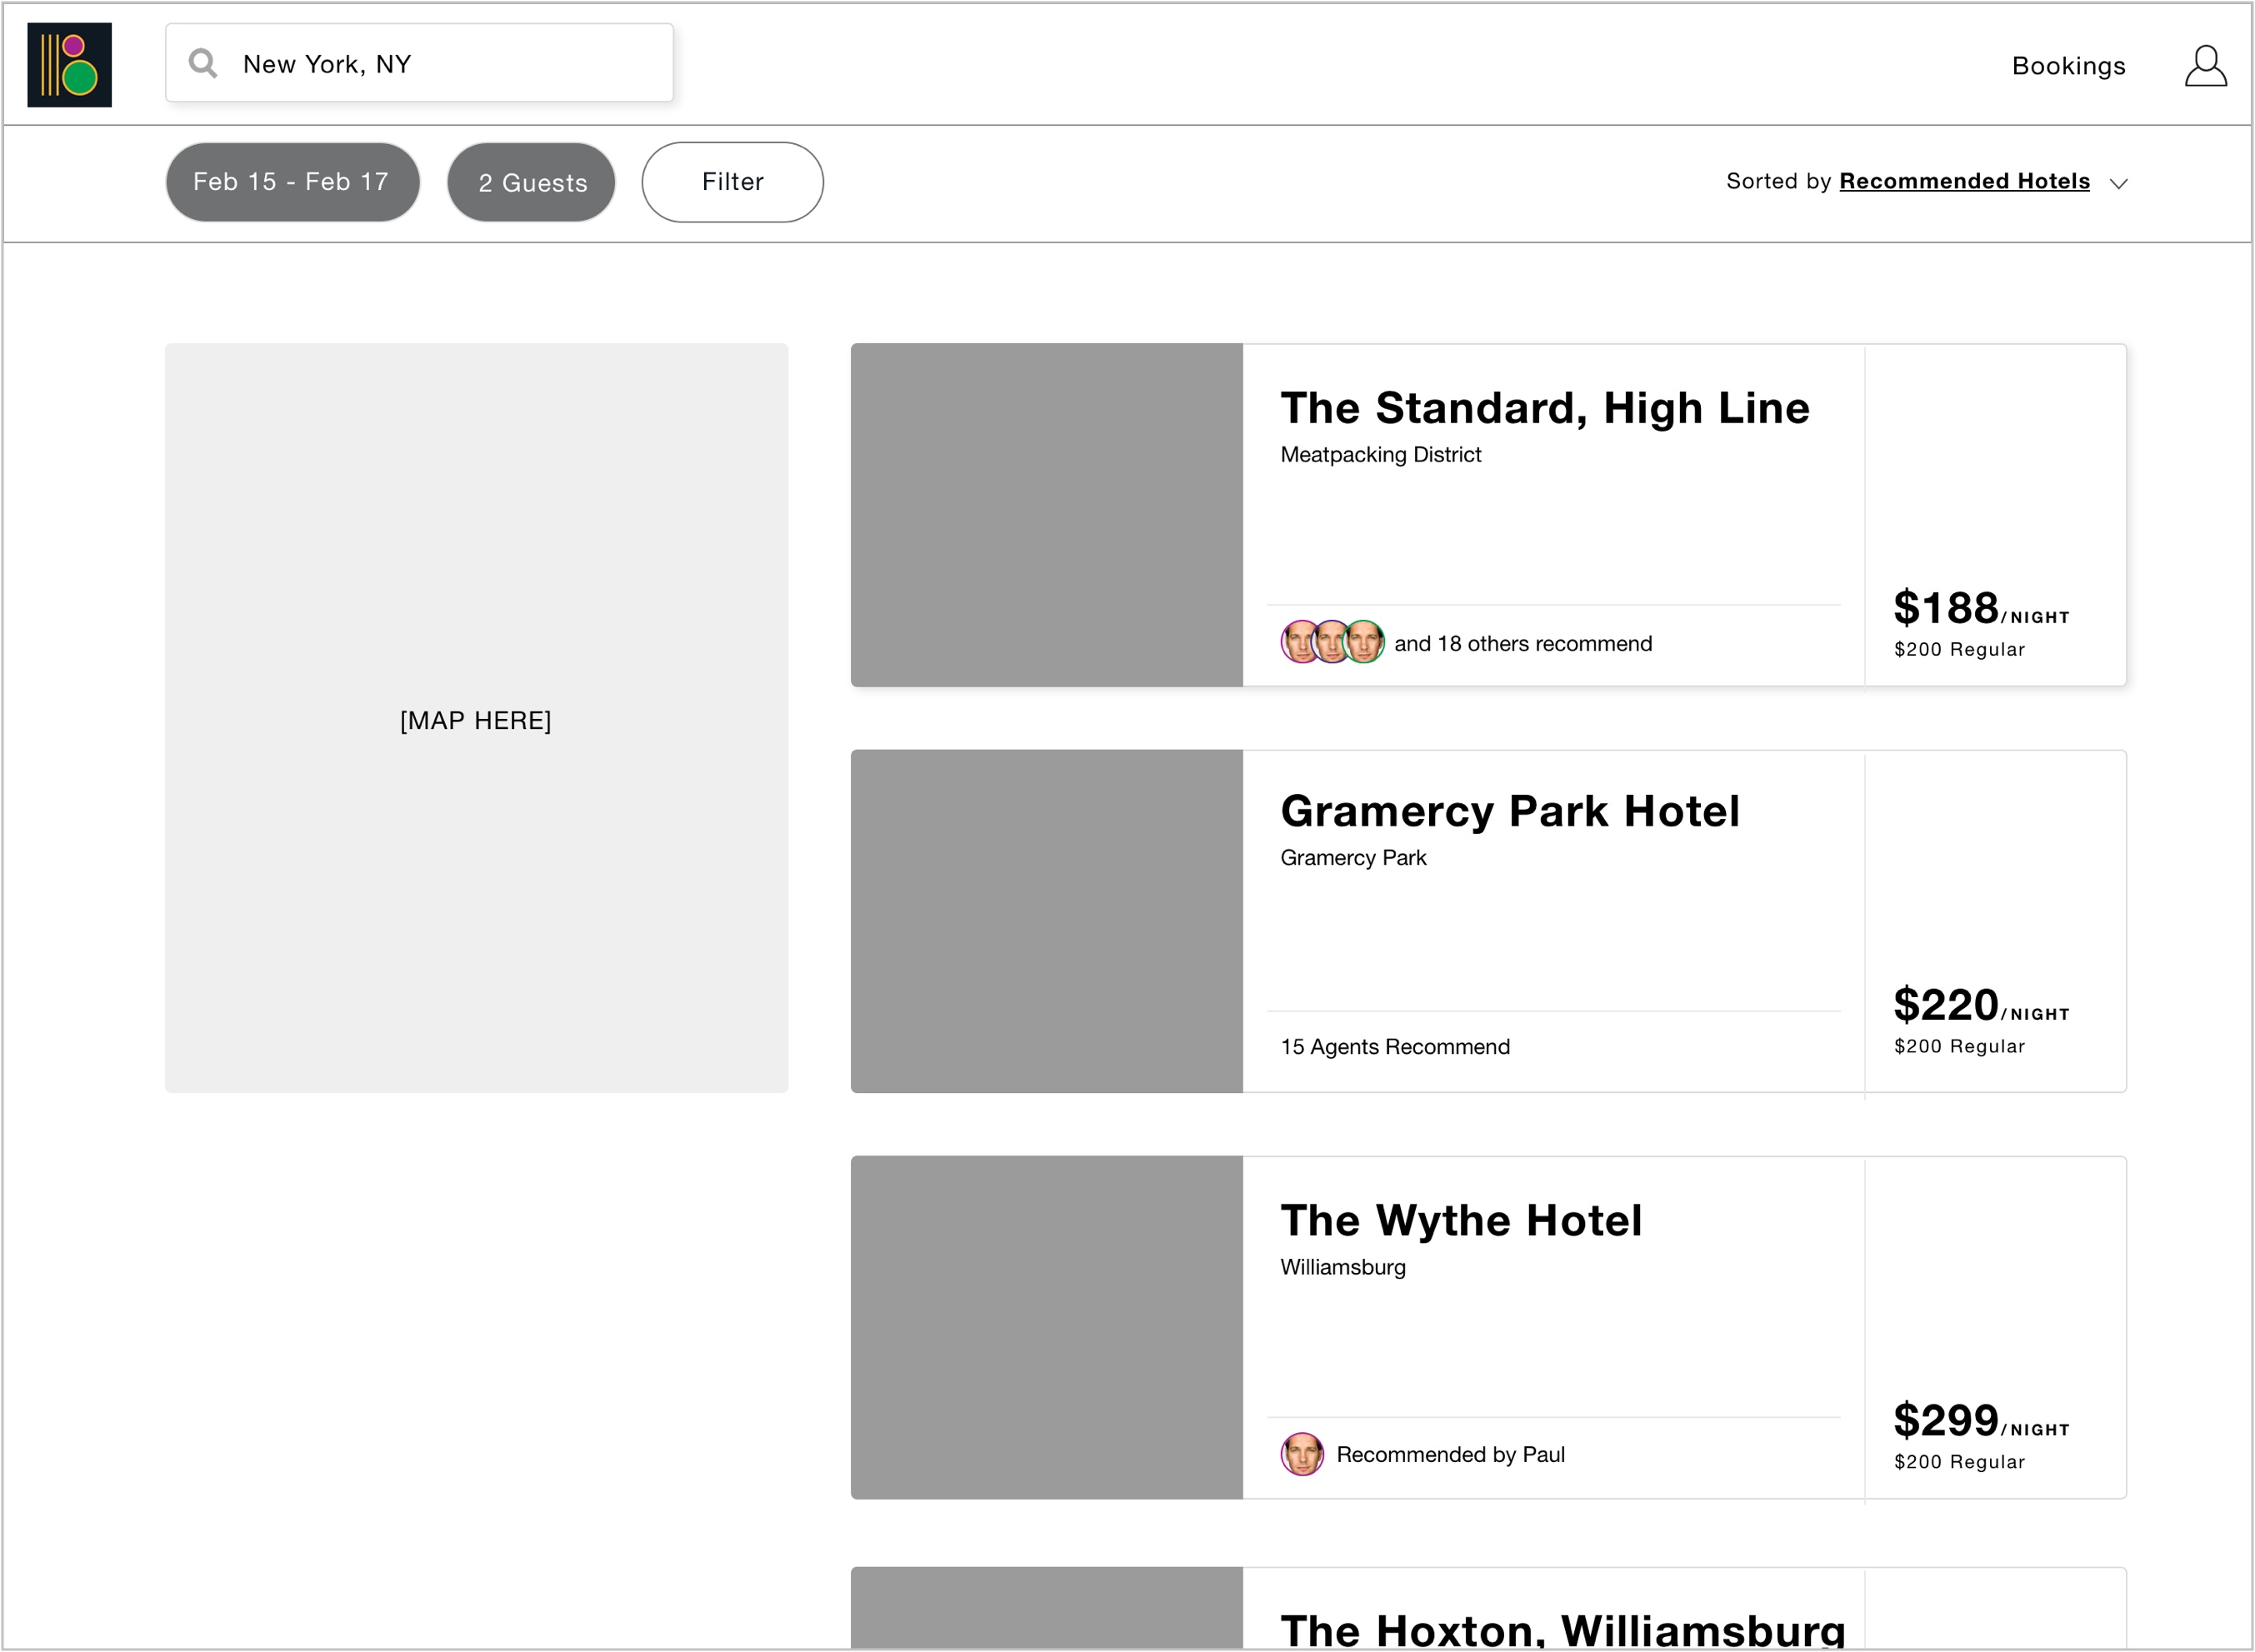 New York, NY
Bookings
Feb 15 - Feb 17
2 Guests
Filter
Sorted by Recommended Hotels
[MAP HERE]
The Standard, High Line
Meatpacking District
and 18 others recommend
$188/NIGHT
$200 Regular
Gramercy Park Hotel
Gramercy Park
15 Agents Recommend
$220/NIGHT
$200 Regular
The Wythe Hotel
Williamsburg
Recommended by Paul
$299/NIGHT
$200 Regular
The Hoxton, Williamsburg